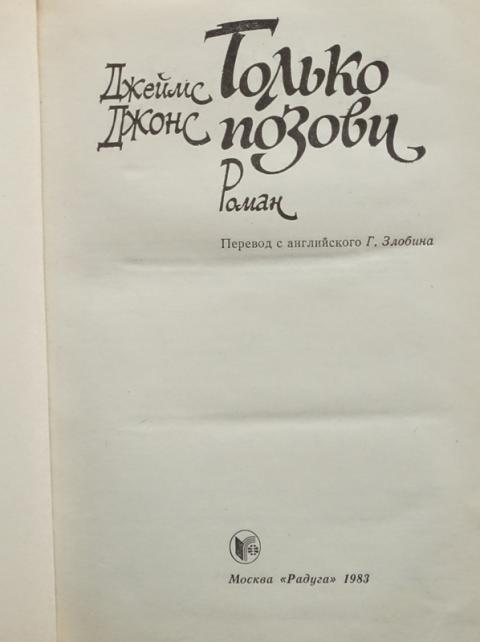 Джеймс
Джонс
Только
позови
Роман
Перевод с английского Г. Злобина
Москва «Радуга» 1983